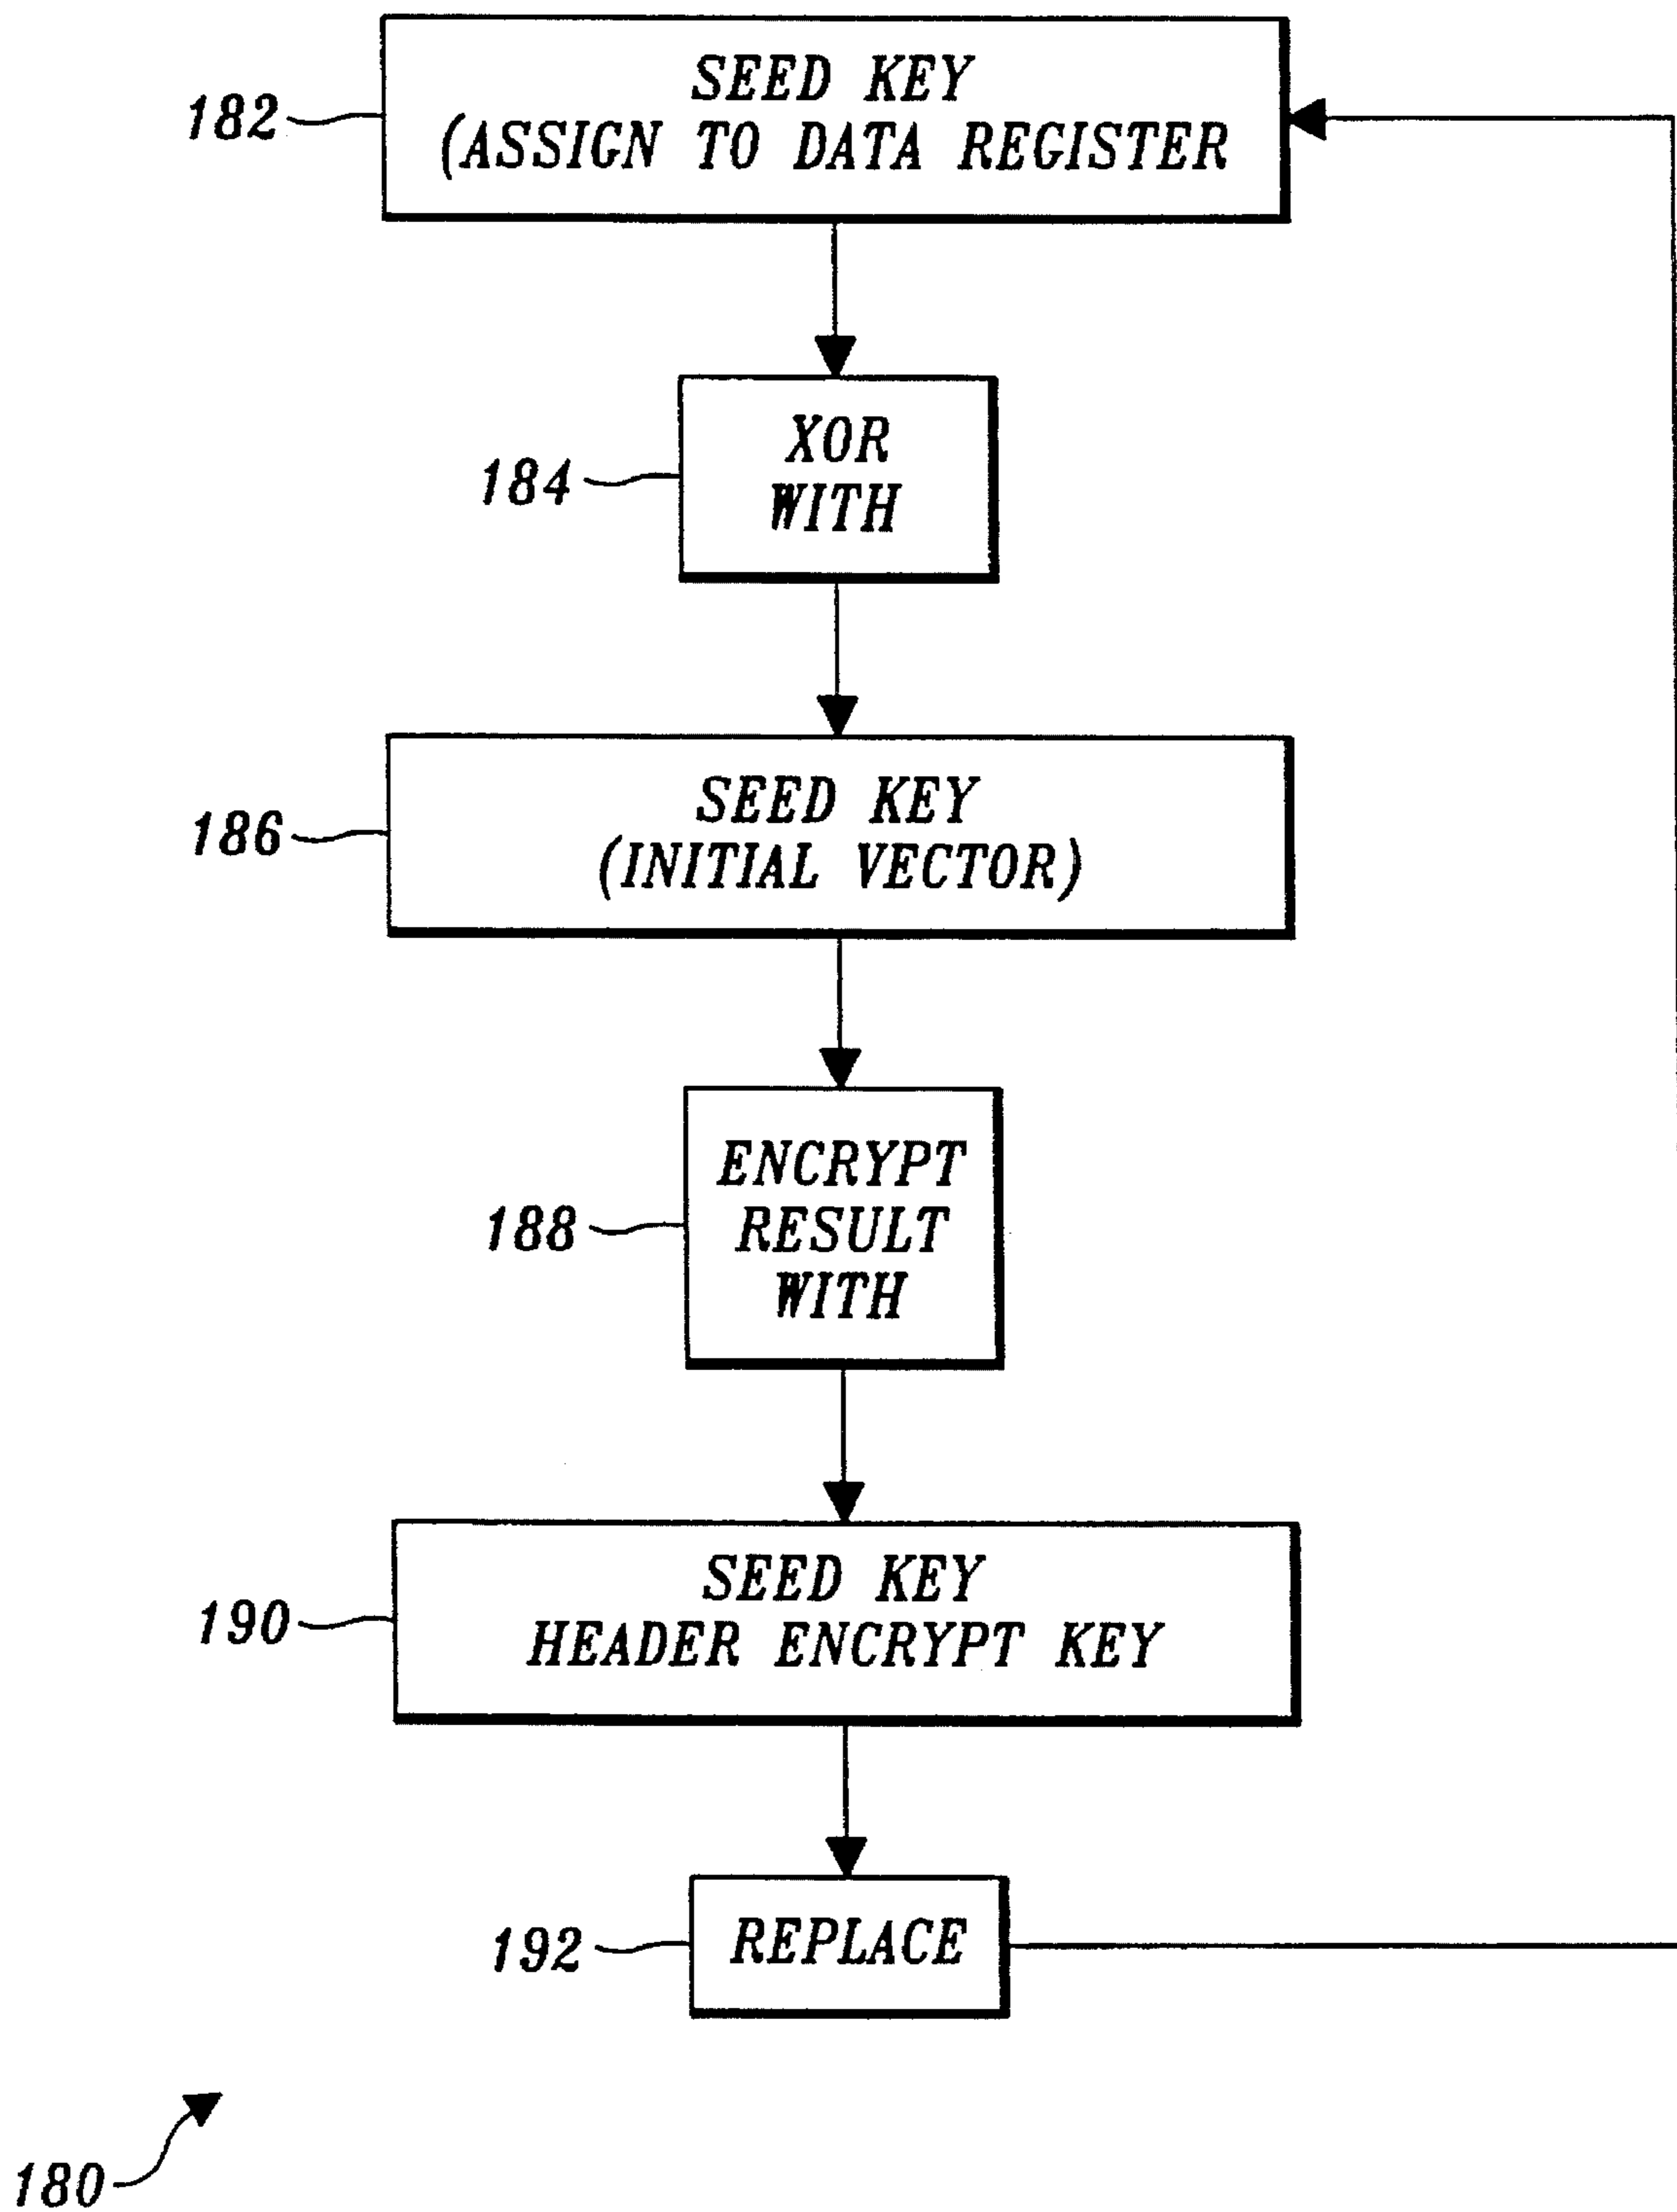 SEED KEY
(ASSIGN TO DATA REGISTER
182
XOR
WITH
184
SEED KEY
(INITIAL VECTOR)
186
ENCRYPT
RESULT
WITH
188
SEED KEY
HEADER ENCRYPT KEY
190
REPLACE
192
180